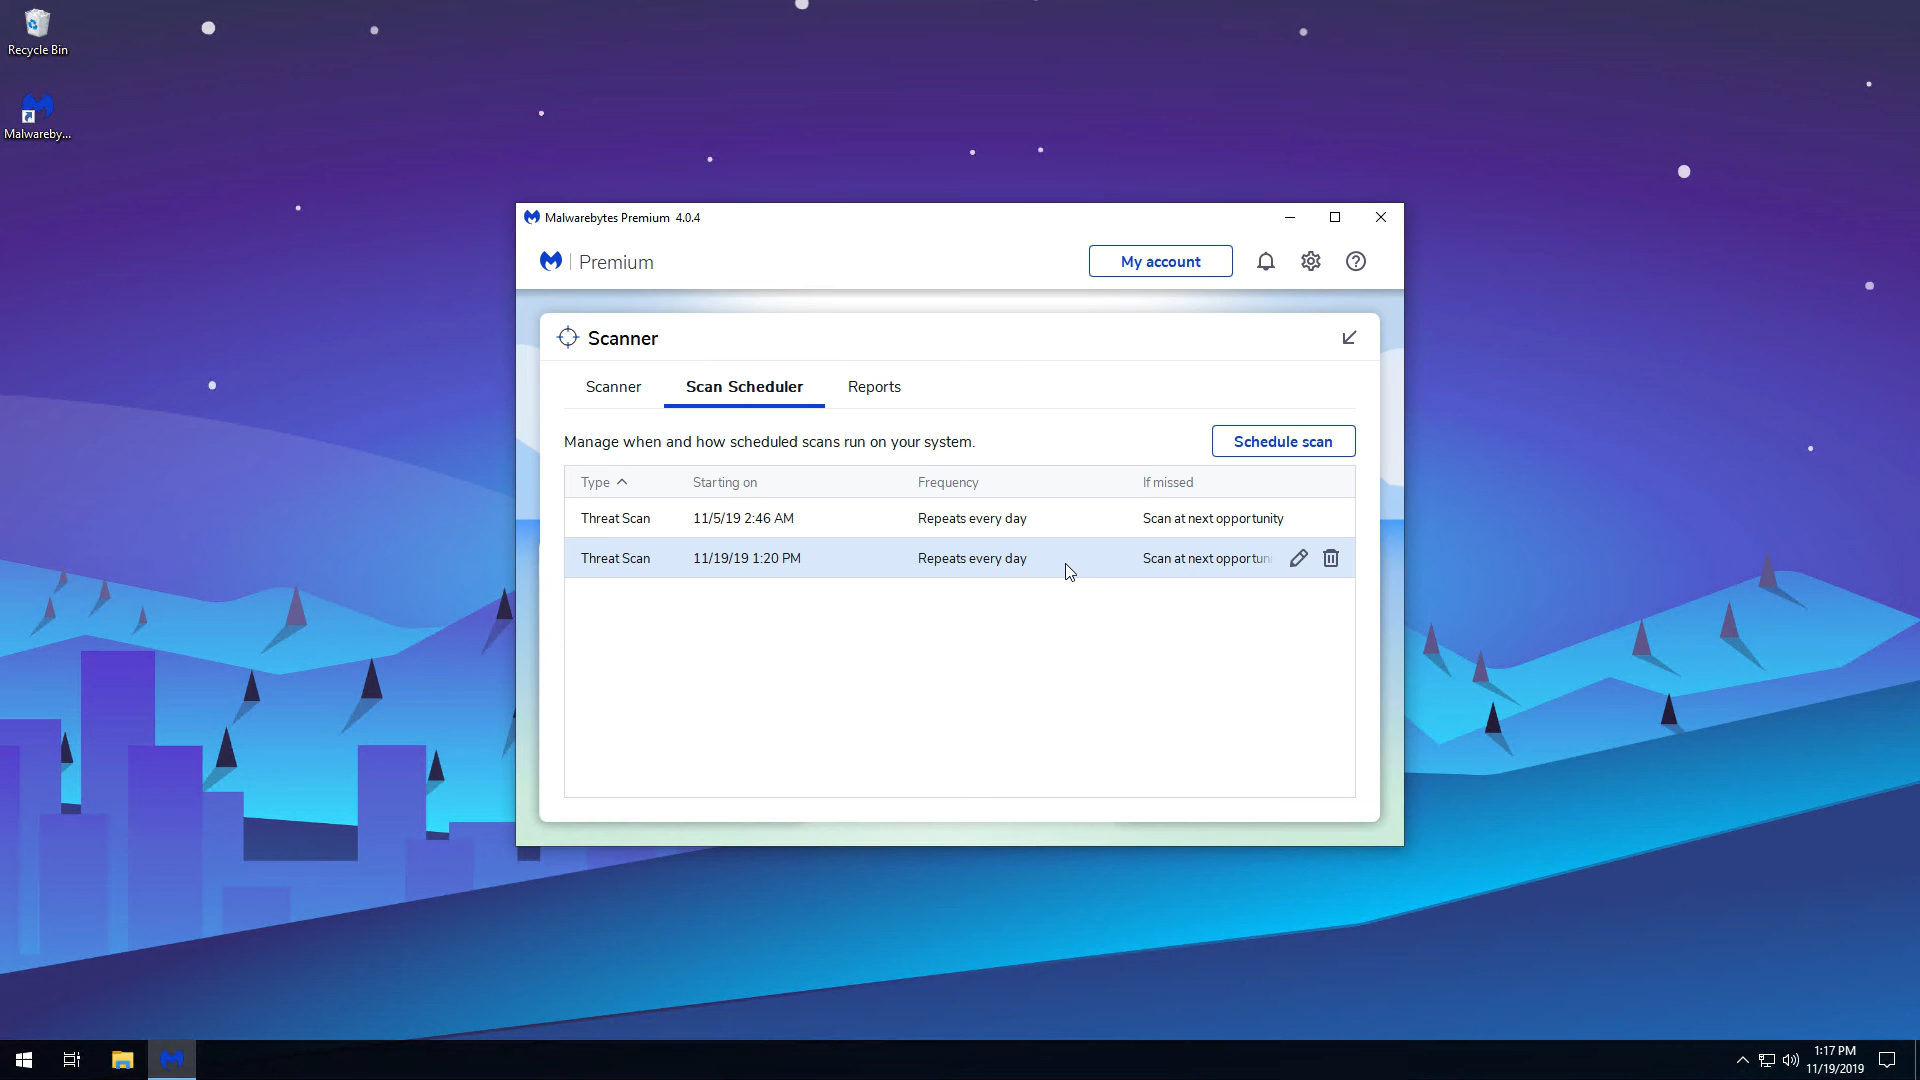 Recycle Bin
Malwareby...
Malwarebytes Premium 4.0.4
Premium
My account
Scanner
Scanner
Scan Scheduler
Reports
Manage when and how scheduled scans run on your system.
Schedule scan
Type
Starting on
Frequency
If missed
Threat Scan
11/5/19 2:46 AM
Repeats every day
Scan at next opportunity
Threat Scan
11/19/19 1:20 PM
Repeats every day
Scan at next opportuni
1:17 PM
11/19/2019